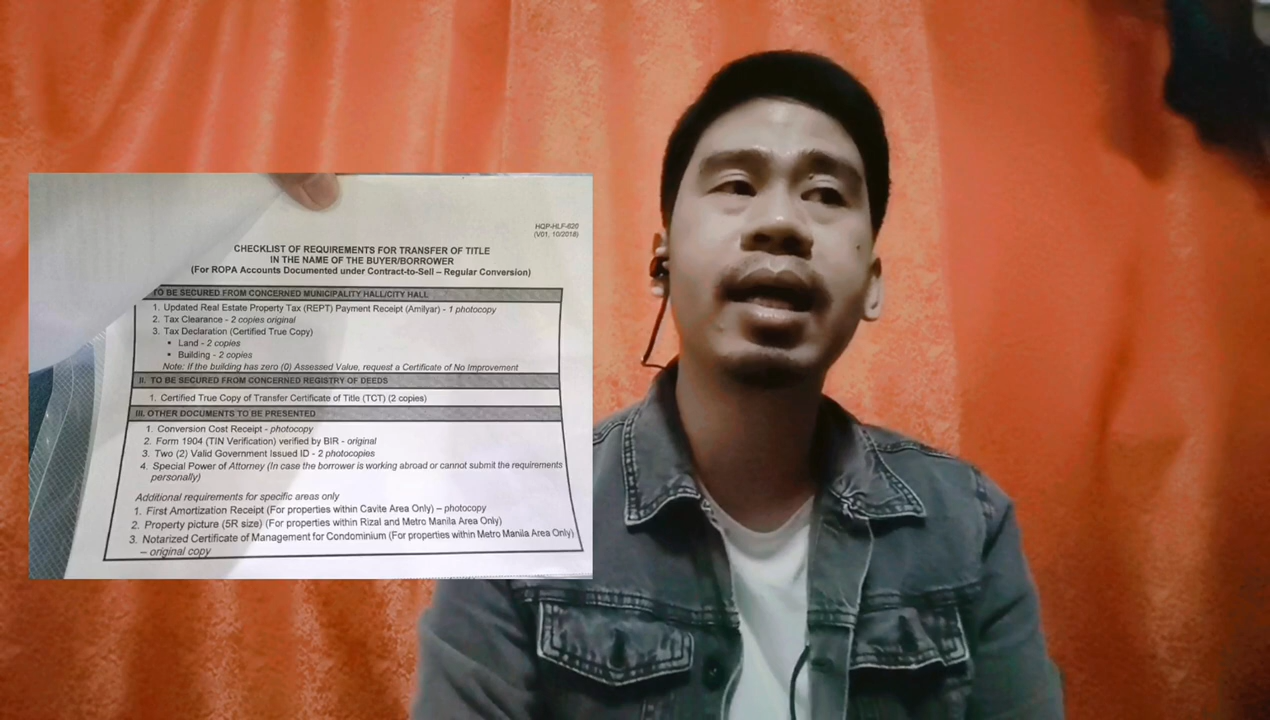 HQP-HLF-620
(V01, 10/2018)
CHECKLIST OF REQUIREMENTS FOR TRANSFER OF TITLE
IN THE NAME OF THE BUYER/BORROWER
(For ROPA Accounts Documented under Contract-to-Sell – Regular Conversion)
TO BE SECURED FROM CONCERNED MUNICIPALITY HALL/CITY HALL
1. Updated Real Estate Property Tax (REPT) Payment Receipt (Amilyar) - 1 photocopy
2. Tax Clearance - 2 copies original
3. Tax Declaration (Certified True Copy)
• Land - 2 copies
• Building - 2 copies
Note: If the building has zero (0) Assessed Value, request a Certificate of No Improvement
II. TO BE SECURED FROM CONCERNED REGISTRY OF DEEDS
1. Certified True Copy of Transfer Certificate of Title (TCT) (2 copies)
III. OTHER DOCUMENTS TO BE PRESENTED
1. Conversion Cost Receipt - photocopy
2. Form 1904 (TIN Verification) verified by BIR - original
3. Two (2) Valid Government Issued ID - 2 photocopies
4. Special Power of Attorney (In case the borrower is working abroad or cannot submit the requirements
personally)
Additional requirements for specific areas only
1. First Amortization Receipt (For properties within Cavite Area Only) – photocopy
2. Property picture (5R size) (For properties within Rizal and Metro Manila Area Only)
3. Notarized Certificate of Management for Condominium (For properties within Metro Manila Area Only)
– original copy